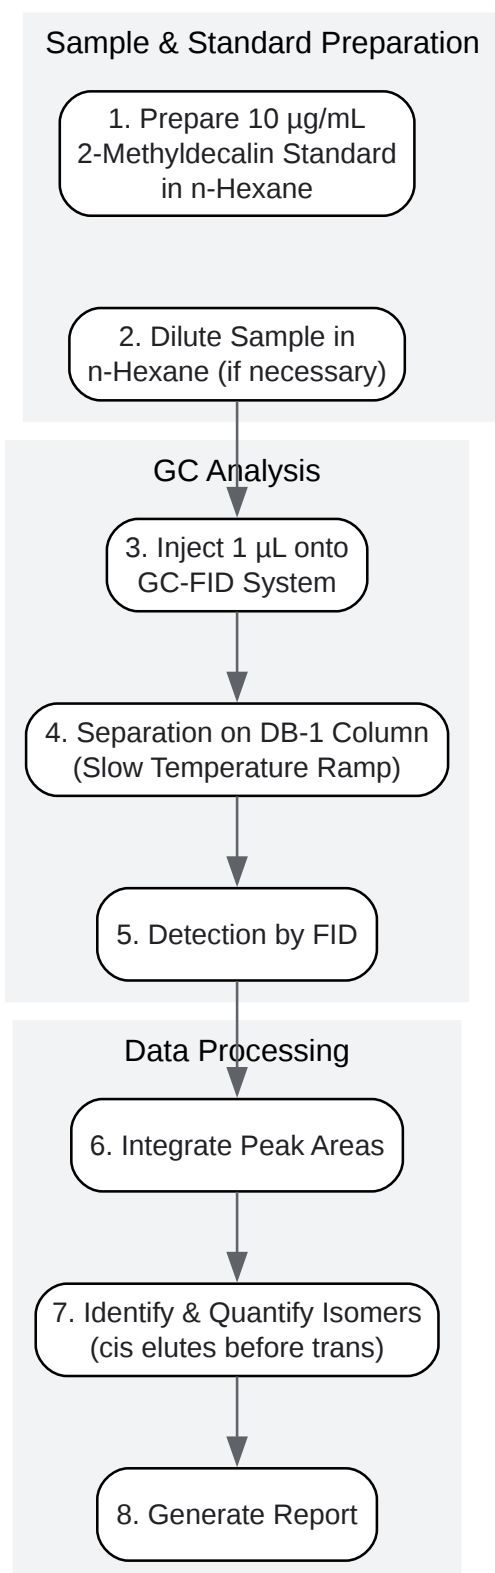 Sample & Standard Preparation
1. Prepare 10 µg/mL
2-Methyldecalin Standard
in n-Hexane
2. Dilute Sample in
n-Hexane (if necessary)
GC Analysis
3. Inject 1 µL onto
GC-FID System
4. Separation on DB-1 Column
(Slow Temperature Ramp)
5. Detection by FID
Data Processing
6. Integrate Peak Areas
7. Identify & Quantify Isomers
(cis elutes before trans)
8. Generate Report